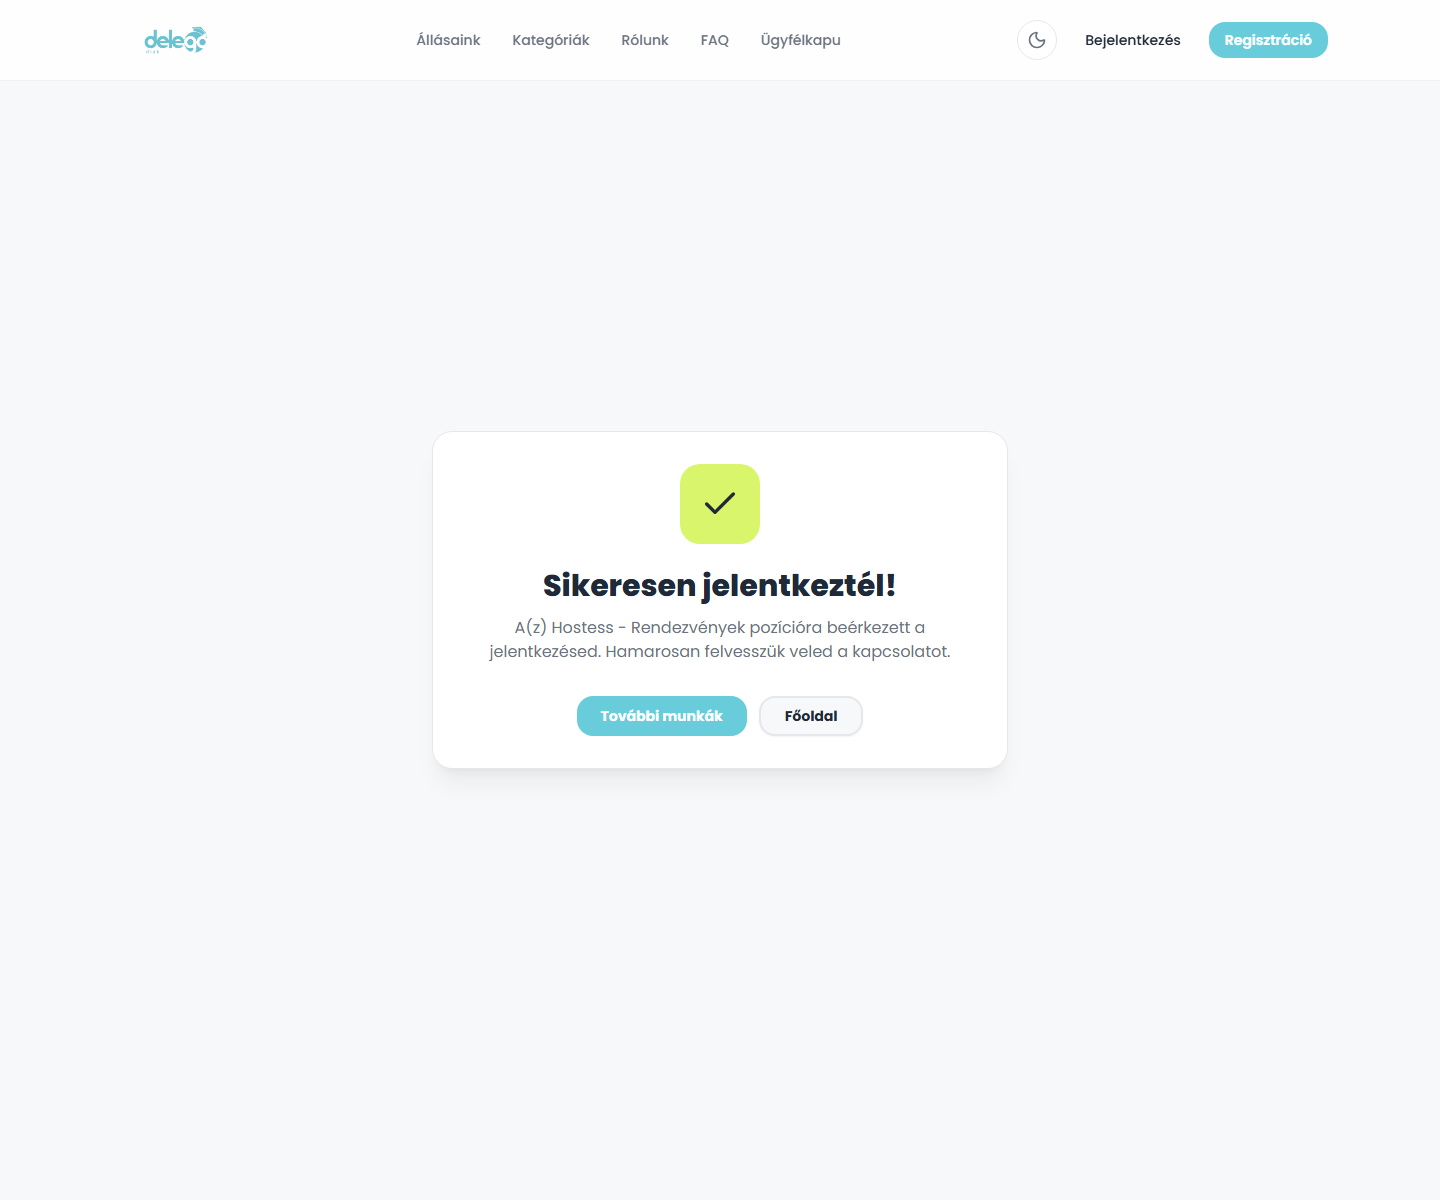 delego
diák
Állásaink
Kategóriák
Rólunk
FAQ
Ügyfélkapu
Bejelentkezés
Regisztráció
Sikeresen jelentkeztél!
A(z) Hostess - Rendezvények pozícióra beérkezett a
jelentkezésed. Hamarosan felvesszük veled a kapcsolatot.
További munkák
Főoldal